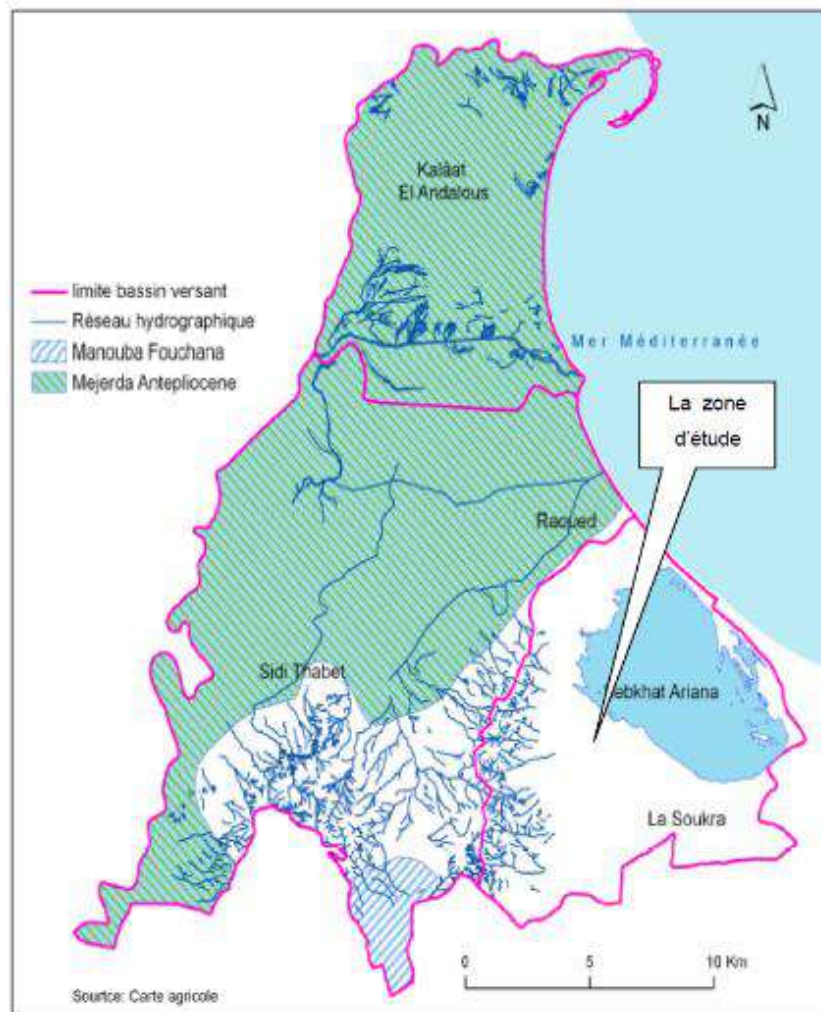 N
Kalâat
El Andalous
limite bassin versant
Réseau hydrographique
Manouba Fouchana
Mejerda Antepliocene
Mer Méditerranée
La zone
d'étude
Raoued
Sidi Thabet
ebkhat Ariana
La Soukra
0 5 10 Km
Sourtce: Carte agricole